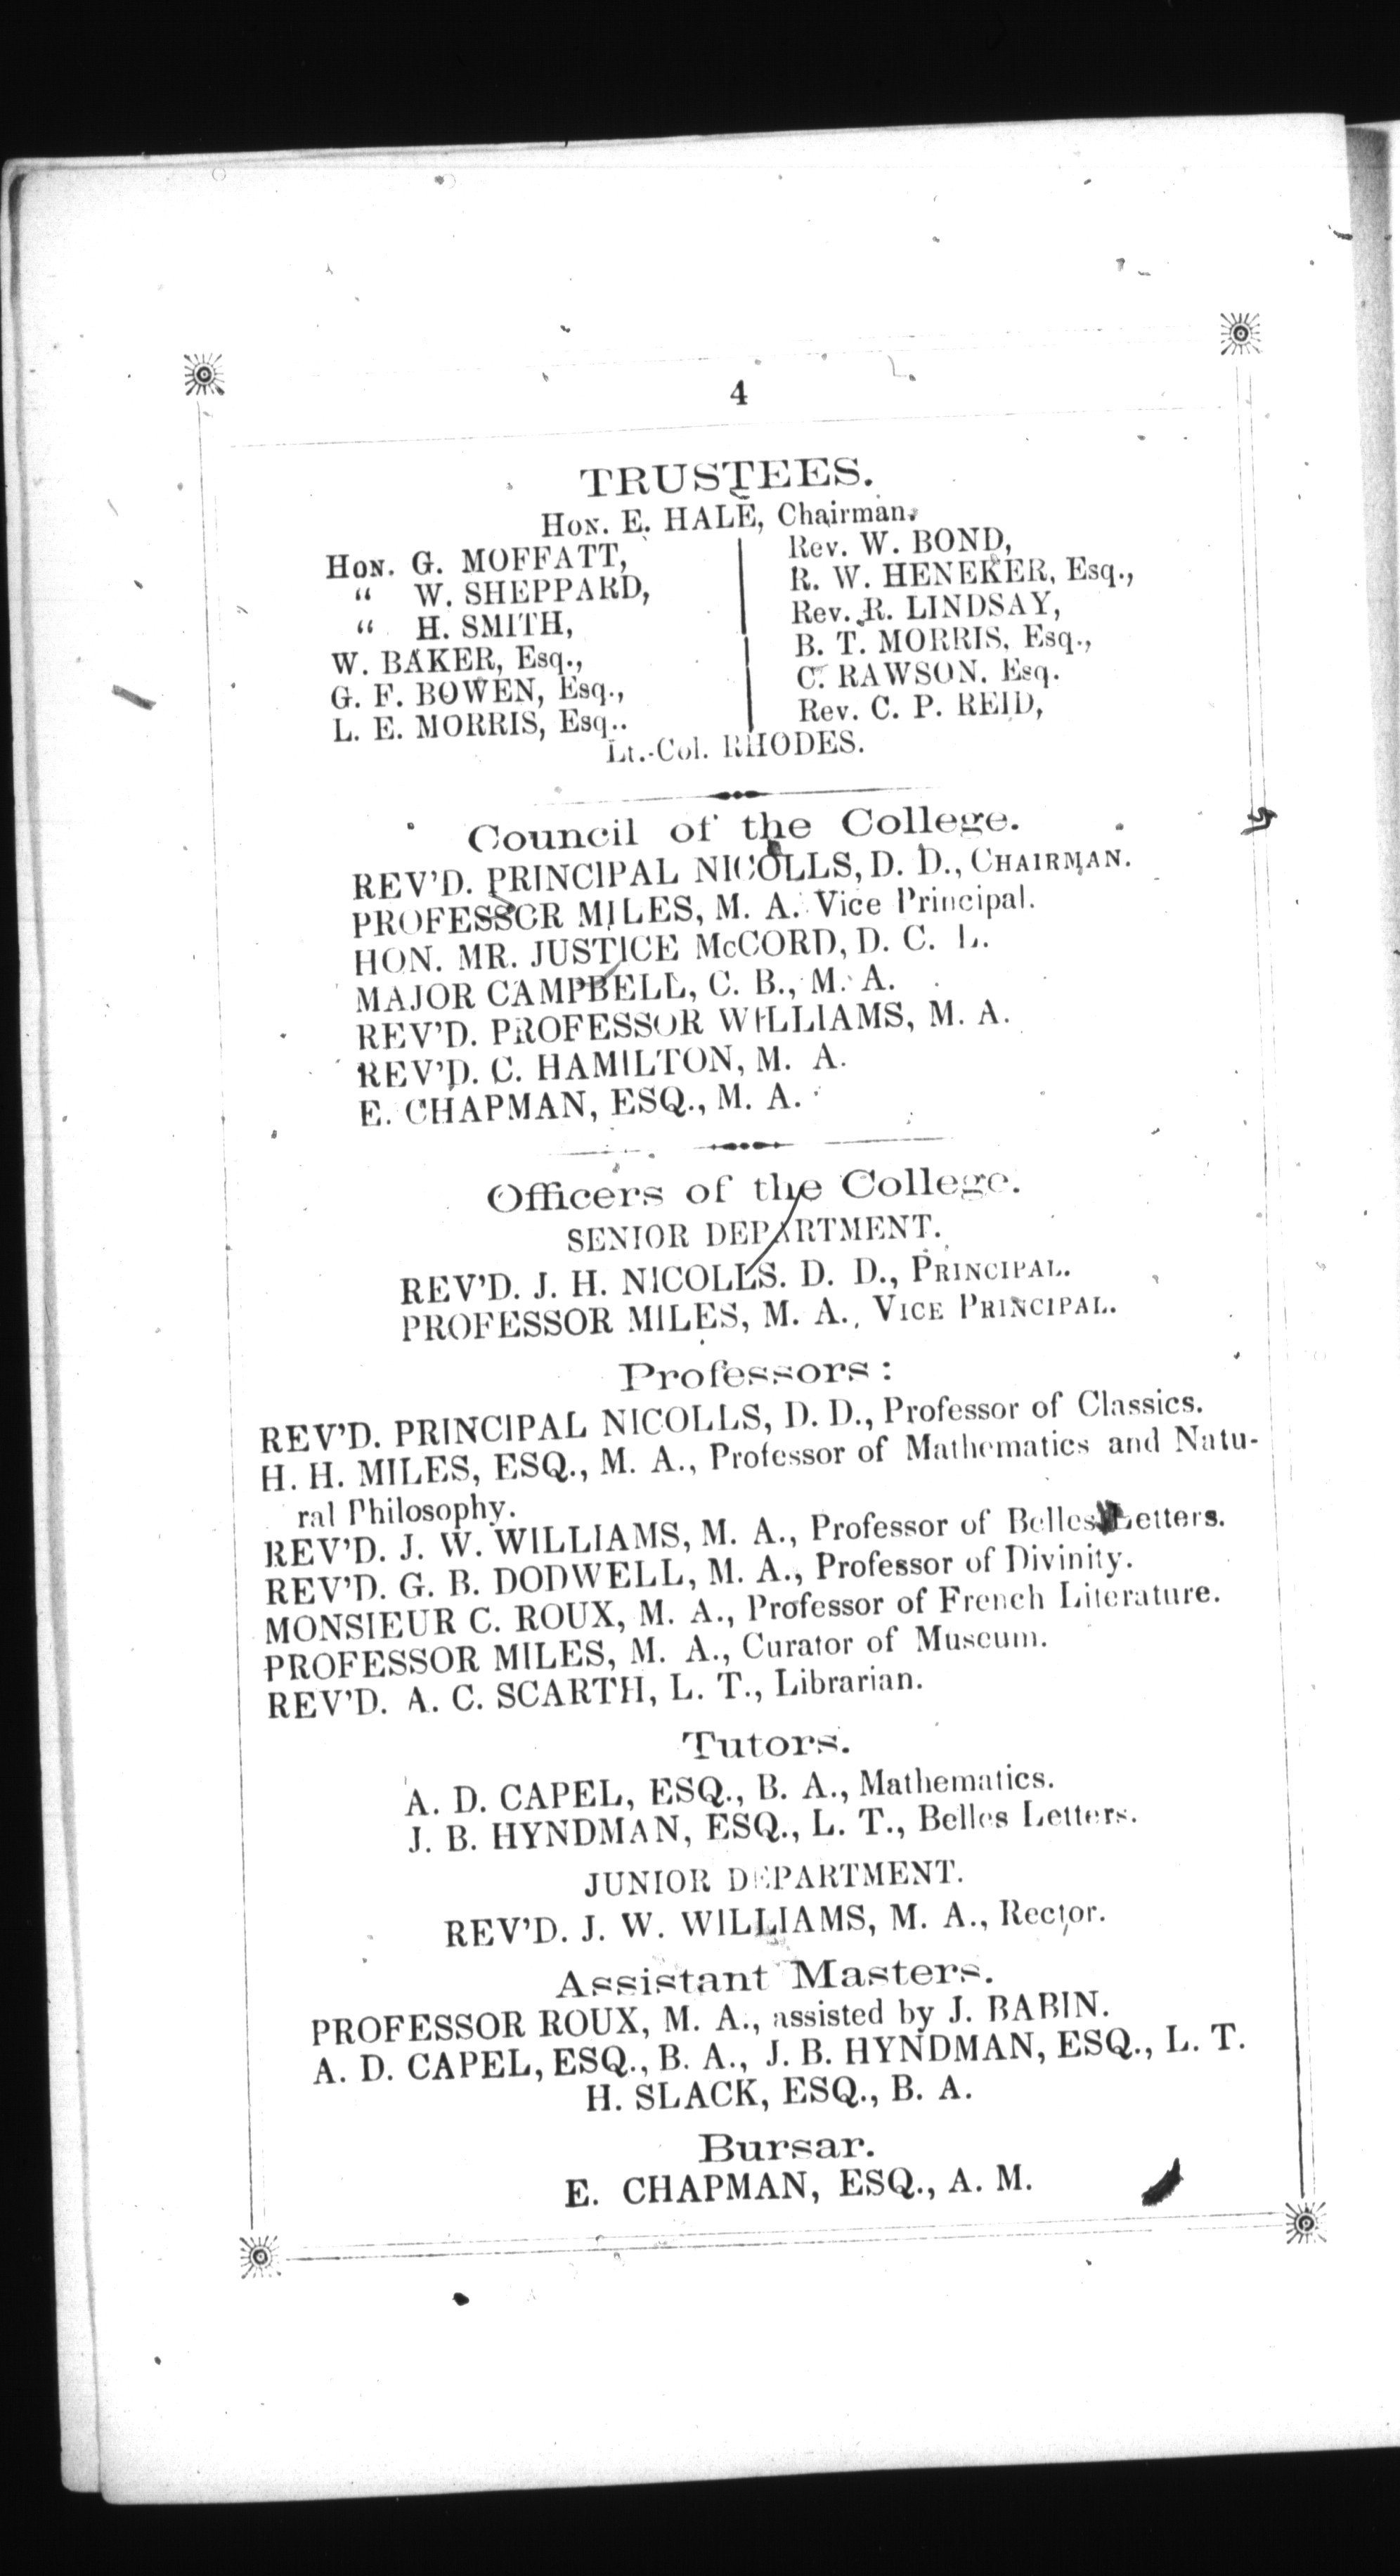 4
TRUSTEES.
Hon. E. HALE, Chairman.
Hon. G. MOFFATT,
“ W. SHEPPARD,
“ H. SMITH,
W. BAKER, Esq.,
G. F. BOWEN, Esq.,
L. E. MORRIS, Esq..
Rev. W. BOND,
R. W. HENEKER, Esq.,
Rev. R. LINDSAY,
B. T. MORRIS, Esq.,
C. RAWSON, Esq.
Rev. C. P. REID,
Lt.-Col. RHODES.
Council of the College.
REV'D. PRINCIPAL NICOLLS, D. D., CHAIRMAN.
PROFESSOR MILES, M. A. Vice Principal.
HON. MR. JUSTICE McCORD, D. C. L.
MAJOR CAMPBELL, C. B., M. A.
REV'D. PROFESSOR WILLIAMS, M. A.
REV'D. C. HAMILTON, M. A.
E. CHAPMAN, ESQ., M. A.
Officers of the College.
SENIOR DEPARTMENT.
REV'D. J. H. NICOLLS. D. D., PRINCIPAL.
PROFESSOR MILES, M. A., VICE PRINCIPAL.
Professors:
REV'D. PRINCIPAL NICOLLS, D. D., Professor of Classics.
H. H. MILES, ESQ., M. A., Professor of Mathematics and Natu-
ral Philosophy.
REV'D. J. W. WILLIAMS, M. A., Professor of Belles Letters.
REV'D. G. B. DODWELL, M. A., Professor of Divinity.
MONSIEUR C. ROUX, M. A., Professor of French Literature.
PROFESSOR MILES, M. A., Curator of Museum.
REV'D. A. C. SCARTH, L. T., Librarian.
Tutors.
A. D. CAPEL, ESQ., B. A., Mathematics.
J. B. HYNDMAN, ESQ., L. T., Belles Letters.
JUNIOR DEPARTMENT.
REV'D. J. W. WILLIAMS, M. A., Rector.
Assistant Masters.
PROFESSOR ROUX, M. A., assisted by J. BABIN.
A. D. CAPEL, ESQ., B. A., J. B. HYNDMAN, ESQ., L. T.
H. SLACK, ESQ., B. A.
Bursar.
E. CHAPMAN, ESQ., A. M.